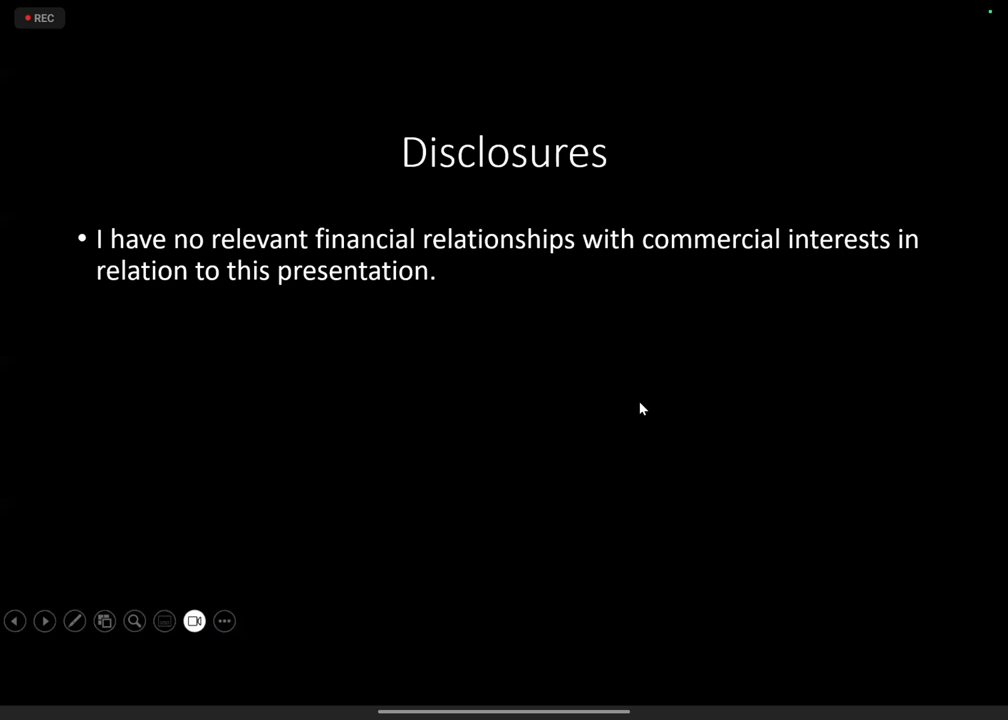 REC
Disclosures
• I have no relevant financial relationships with commercial interests in
relation to this presentation.